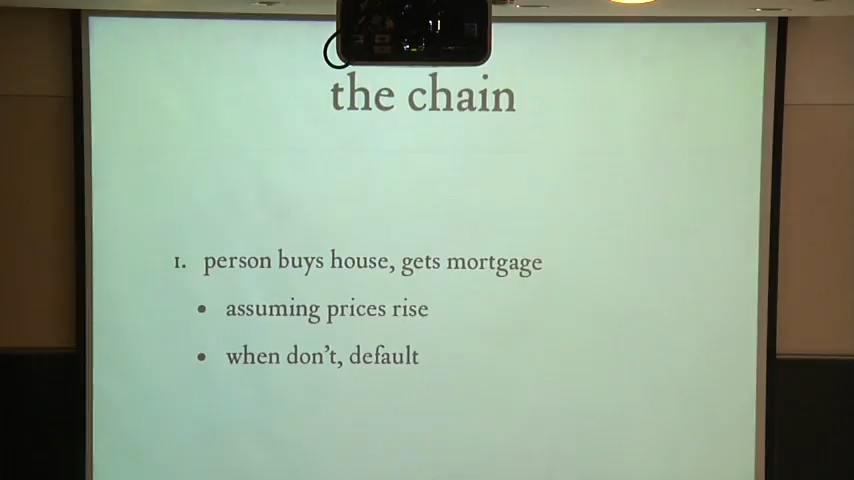 the chain
1. person buys house, gets mortgage
• assuming prices rise
• when don't, default